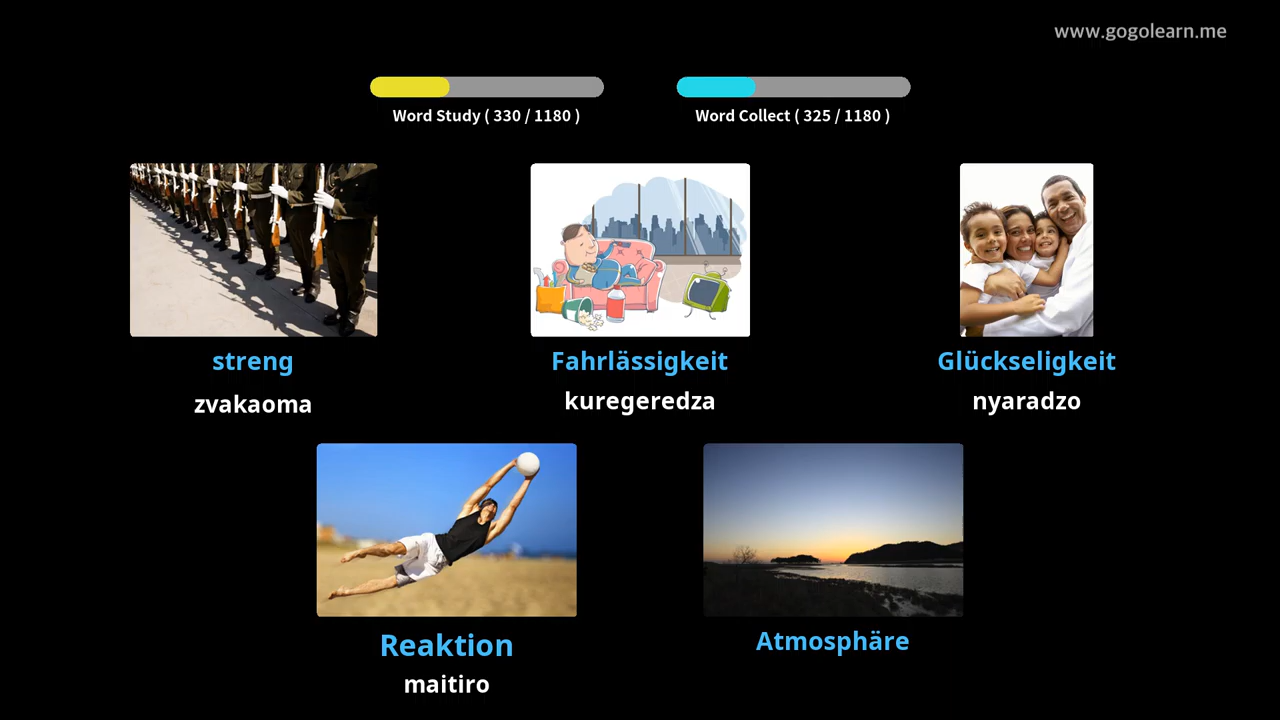 www.gogolearn.me
Word Study ( 330 / 1180 )
Word Collect ( 325 / 1180 )
streng
zvakaoma
Fahrlässigkeit
kuregeredza
Glückseligkeit
nyaradzo
Reaktion
maitiro
Atmosphäre